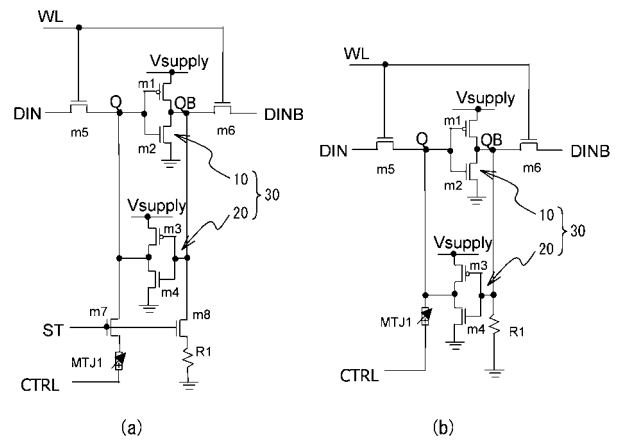 WL
Vsupply
m1
DIN
Q
QB
DINB
m5
m2
m6
10
20
30
Vsupply
m3
m4
m7
m8
ST
MTJ1
R1
CTRL
(a)
WL
Vsupply
m1
DIN
Q
QB
DINB
m5
m2
m6
10
20
30
Vsupply
m3
m4
MTJ1
R1
CTRL
(b)